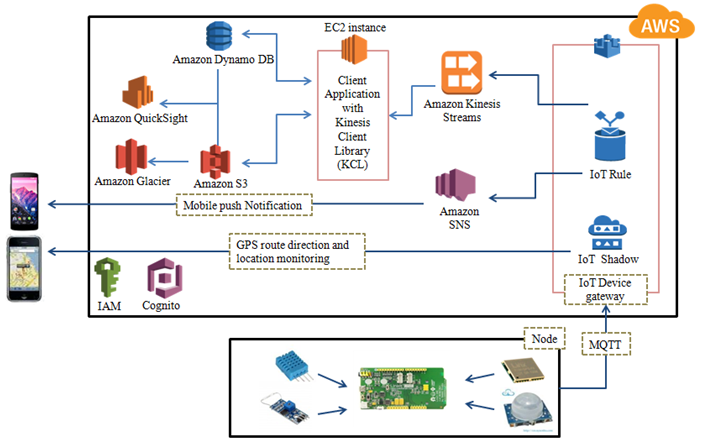 AWS
EC2 instance
Amazon Dynamo DB
Client
Application
with
Kinesis
Client
Library
(KCL)
Amazon Kinesis
Streams
Amazon QuickSight
IoT Rule
Amazon Glacier
Amazon S3
Mobile push Notification
Amazon
SNS
GPS route direction and
location monitoring
IoT Shadow
IoT Device
gateway
IAM
Cognito
Node
MQTT